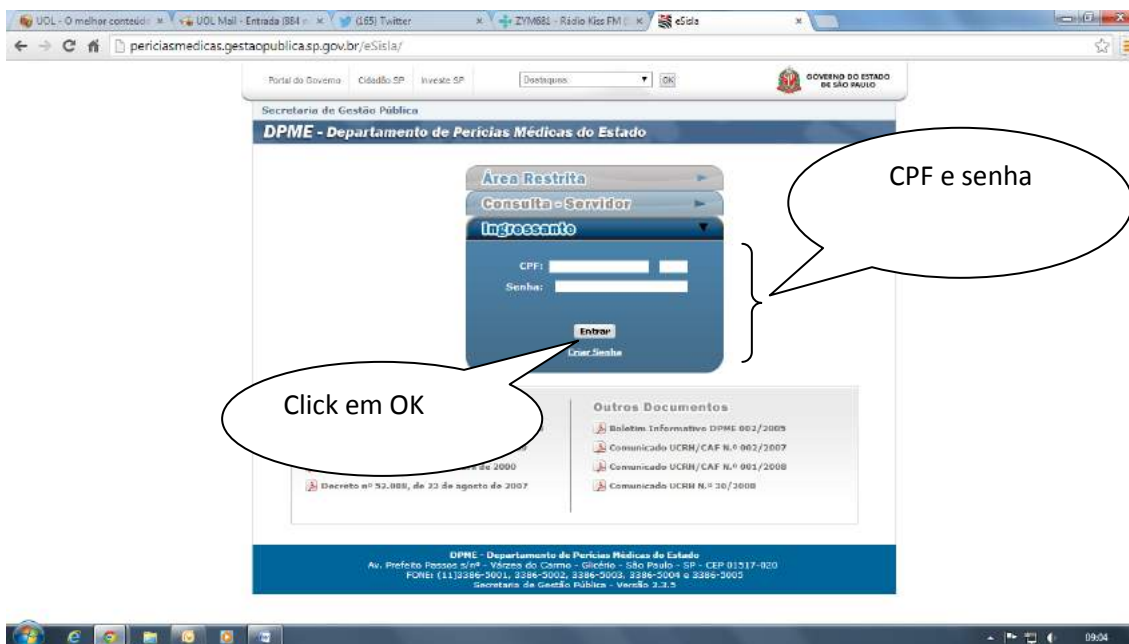 UOL - O melhor conteúdo
UOL Mail - Entrada (884
(165) Twitter
ZYM681 - Rádio Kiss FM (
eSisla
periciasmedicas.gestaopublica.sp.gov.br/eSisla/
Portal do Governo Cidadão SP Investe SP Destaques: OK
GOVERNO DO ESTADO
DE SÃO PAULO
Secretaria de Gestão Pública
DPME - Departamento de Perícias Médicas do Estado
Área Restrita
Consulta - Servidor
Ingressante
CPF:
Senha:
Entrar
Criar Senha
CPF e senha
Click em OK
de 2000
Decreto nº 52.088, de 23 de agosto de 2007
Outros Documentos
Boletim Informativo DPME 002/2005
Comunicado UCRH/CAF N.º 002/2007
Comunicado UCRH/CAF N.º 001/2008
Comunicado UCRH N.º 30/2008
DPME - Departamento de Perícias Médicas do Estado
Av. Prefeito Passos s/nº - Várzea do Carmo - Glicério - São Paulo - SP - CEP 01517-020
FONE: (11)3386-5001, 3386-5002, 3386-5003, 3386-5004 e 3386-5005
Secretaria de Gestão Pública - Versão 2.3.5
09:04